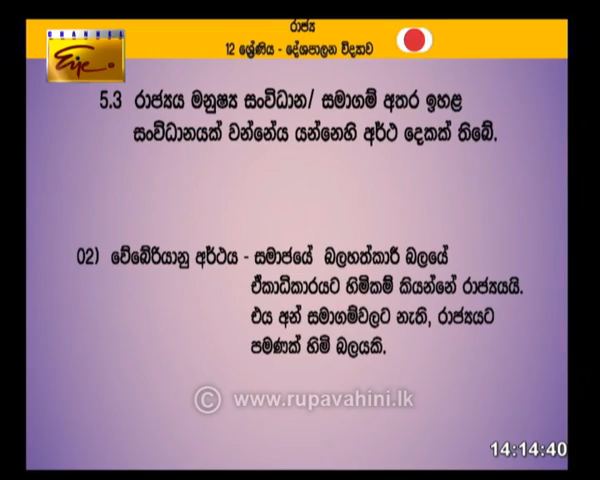 රාජ්‍ය
12 ශ්‍රේණිය - දේශපාලන විද්‍යාව
CHANNEL
Eye
5.3 රාජ්‍යය මනුෂ්‍ය සංවිධාන/ සමාගම් අතර ඉහළ
සංවිධානයක් වන්නේය යන්නෙහි අර්ථ දෙකක් තිබේ.
02) වේබේරියානු අර්ථය - සමාජයේ බලහත්කාරී බලයේ
ඒකාධිකාරයට හිමිකම් කියන්නේ රාජ්‍යයයි.
එය අන් සමාගම්වලට නැති, රාජ්‍යයට
පමණක් හිමි බලයකි.
© www.rupavahini.lk
14:14:40